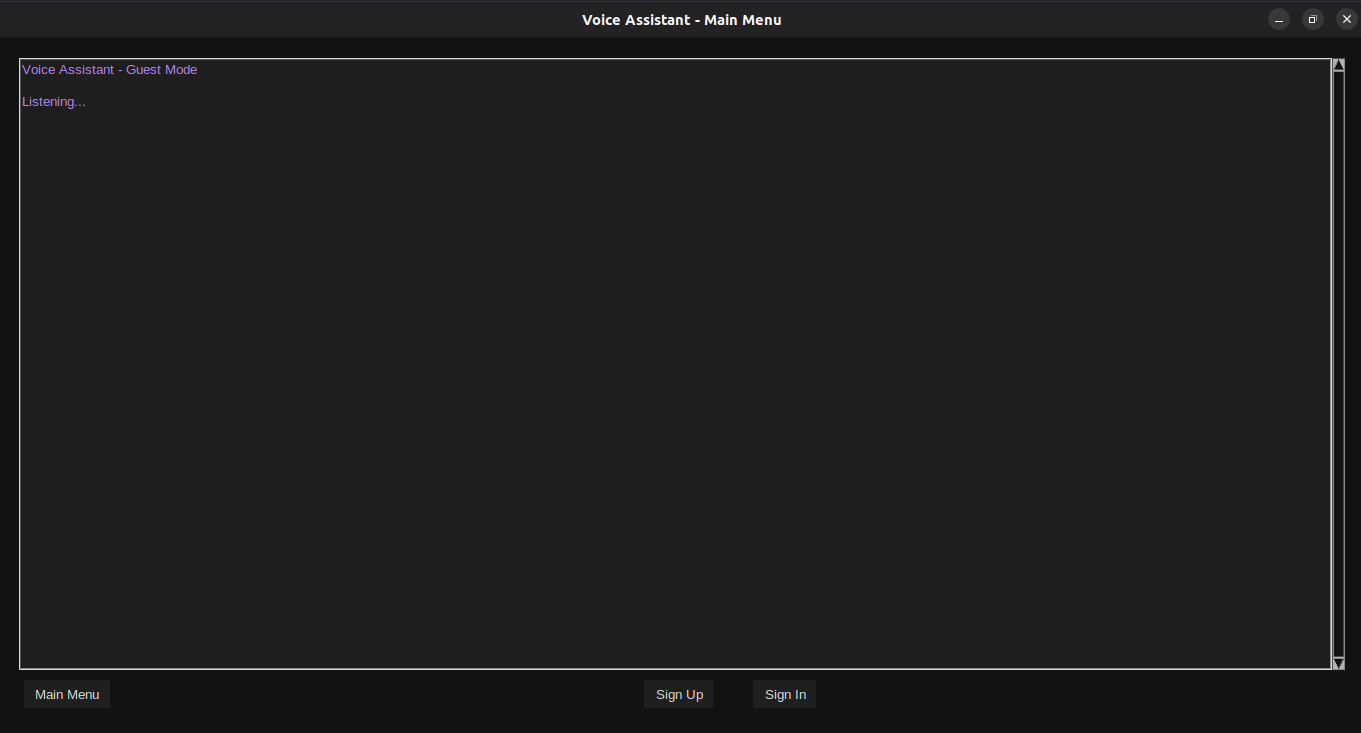 Voice Assistant - Main Menu
Voice Assistant - Guest Mode
Listening...
Main Menu
Sign Up
Sign In